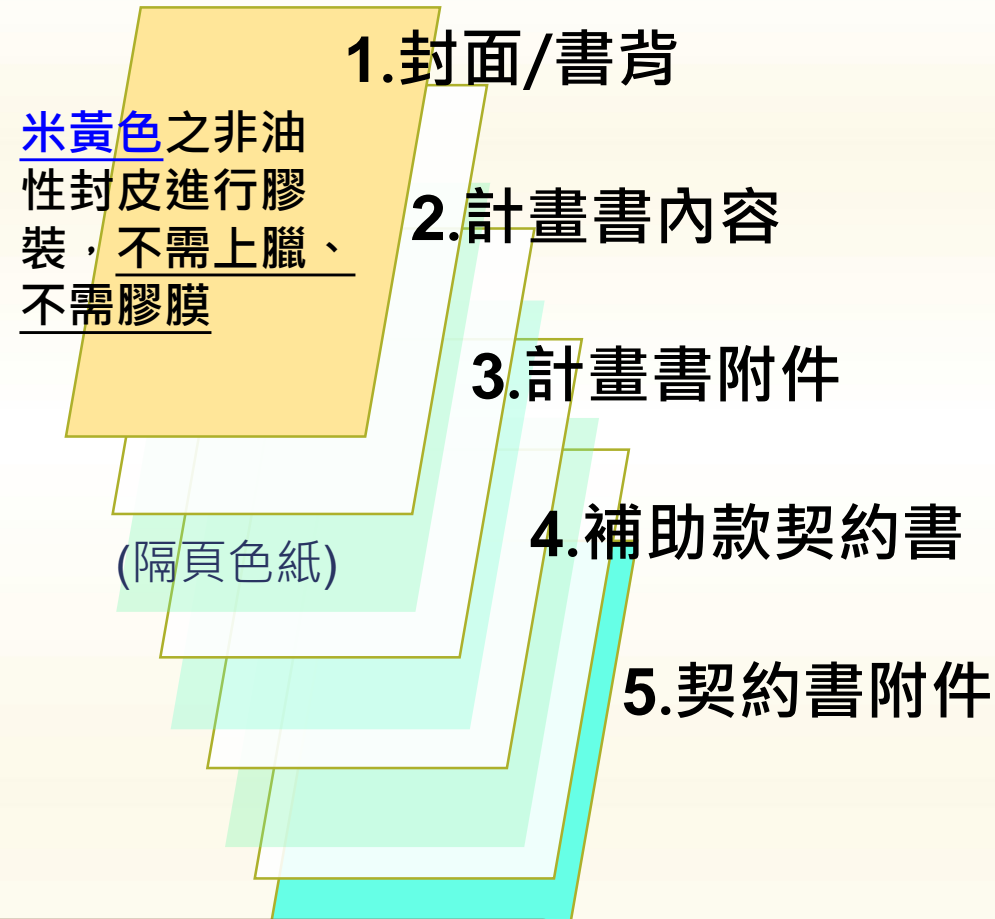 1.封面/書背
米黃色之非油
性封皮進行膠
裝，不需上臘、
不需膠膜
2.計畫書內容
3.計畫書附件
(隔頁色紙)
4.補助款契約書
5.契約書附件